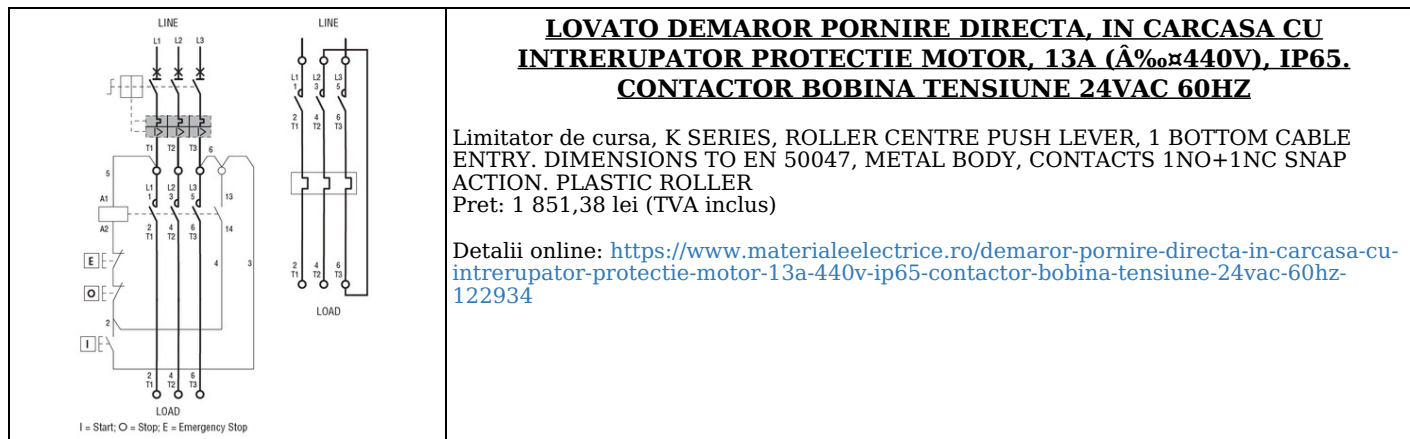 LINE
L1 L2 L3
T1 T2 T3 6
5
L1 L2 L3
1 3 5 13
A1
A2
2 4 6 14
T1 T2 T3
E
4 3
O
2
I
2 4 6
T1 T2 T3
LOAD
I = Start; O = Stop; E = Emergency Stop
LINE
L1 L2 L3
1 3 5
2 4 6
T1 T2 T3
2 4 6
T1 T2 T3
LOAD
LOVATO DEMAROR PORNIRE DIRECTA, IN CARCASA CU
INTRERUPATOR PROTECTIE MOTOR, 13A (Â‰¤440V), IP65.
CONTACTOR BOBINA TENSIUNE 24VAC 60HZ
Limitator de cursa, K SERIES, ROLLER CENTRE PUSH LEVER, 1 BOTTOM CABLE
ENTRY. DIMENSIONS TO EN 50047, METAL BODY, CONTACTS 1NO+1NC SNAP
ACTION. PLASTIC ROLLER
Pret: 1 851,38 lei (TVA inclus)
Detalii online: https://www.materialeelectrice.ro/demaror-pornire-directa-in-carcasa-cu-
intrerupator-protectie-motor-13a-440v-ip65-contactor-bobina-tensiune-24vac-60hz-
122934